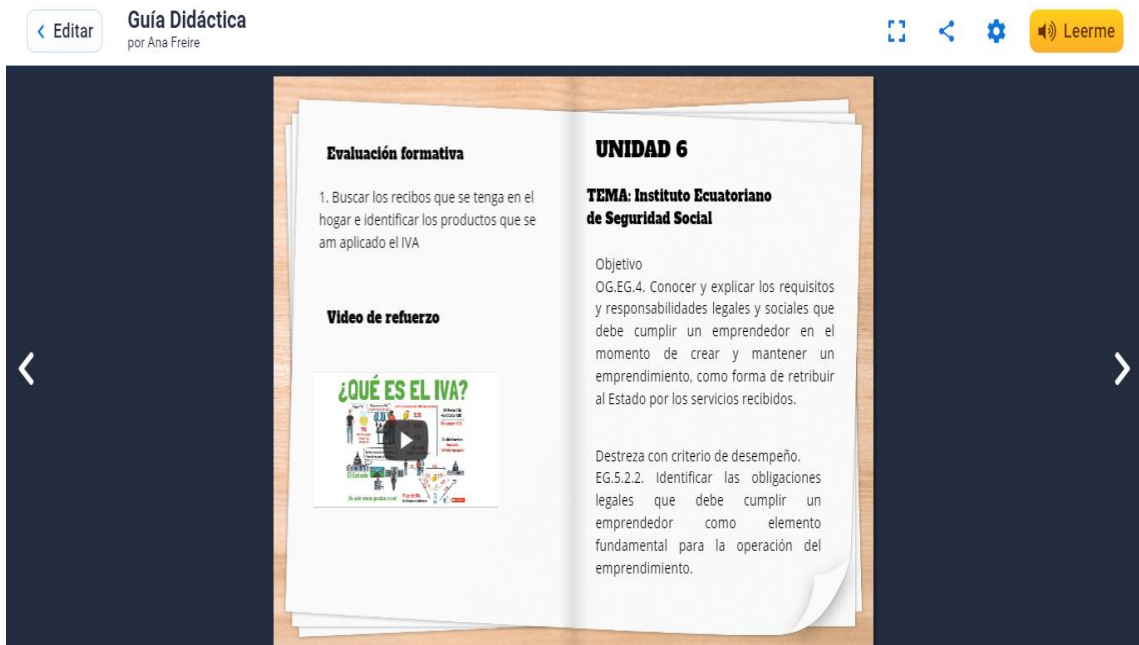 Editar
Guía Didáctica
por Ana Freire
Leerme
Evaluación formativa
1. Buscar los recibos que se tenga en el
hogar e identificar los productos que se
am aplicado el IVA
Video de refuerzo
¿QUÉ ES EL IVA?
El Estado
UNIDAD 6
TEMA: Instituto Ecuatoriano
de Seguridad Social
Objetivo
OG.EG.4. Conocer y explicar los requisitos
y responsabilidades legales y sociales que
debe cumplir un emprendedor en el
momento de crear y mantener un
emprendimiento, como forma de retribuir
al Estado por los servicios recibidos.
Destreza con criterio de desempeño.
EG.5.2.2. Identificar las obligaciones
legales que debe cumplir un
emprendedor como elemento
fundamental para la operación del
emprendimiento.